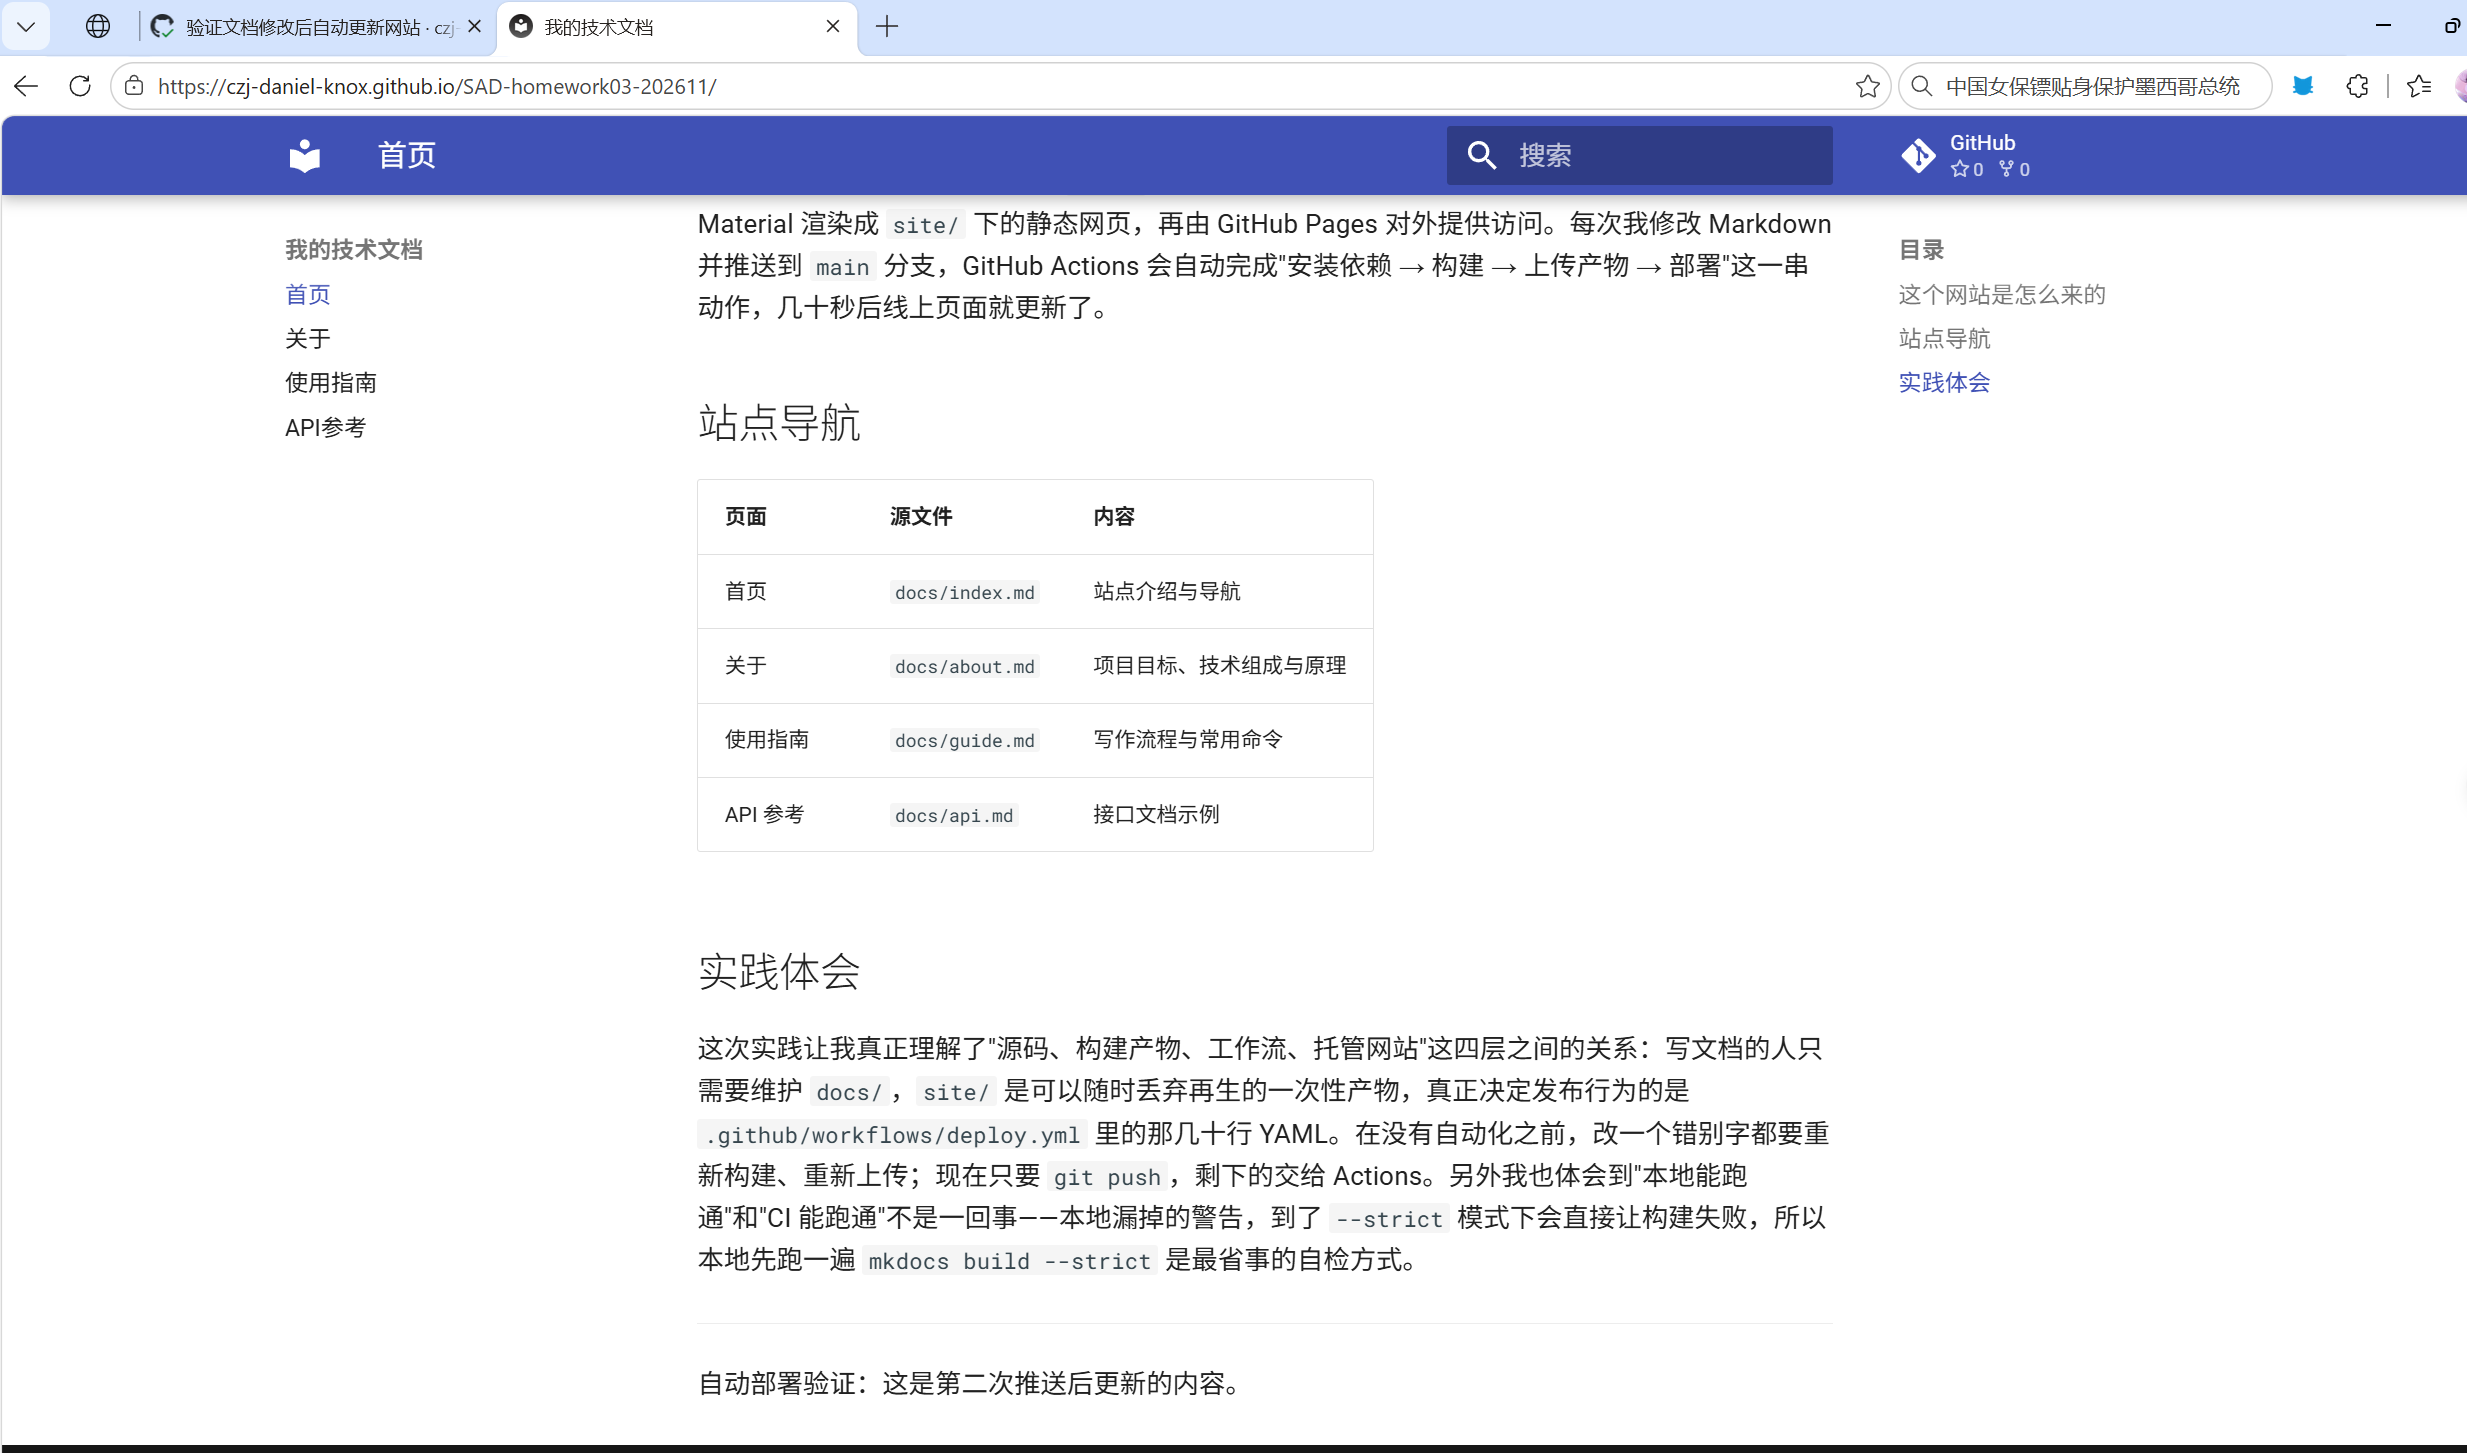 验证文档修改后自动更新网站 · czj-
我的技术文档
https://czj-daniel-knox.github.io/SAD-homework03-202611/
中国女保镖贴身保护墨西哥总统
首页
搜索
GitHub
0 0
我的技术文档
首页
关于
使用指南
API参考
Material 渲染成 site/ 下的静态网页，再由 GitHub Pages 对外提供访问。每次我修改 Markdown
并推送到 main 分支，GitHub Actions 会自动完成"安装依赖 → 构建 → 上传产物 → 部署"这一串
动作，几十秒后线上页面就更新了。
站点导航
页面 源文件 内容
首页 docs/index.md 站点介绍与导航
关于 docs/about.md 项目目标、技术组成与原理
使用指南 docs/guide.md 写作流程与常用命令
API 参考 docs/api.md 接口文档示例
实践体会
这次实践让我真正理解了"源码、构建产物、工作流、托管网站"这四层之间的关系：写文档的人只
需要维护 docs/，site/ 是可以随时丢弃再生的一次性产物，真正决定发布行为的是
.github/workflows/deploy.yml 里的那几十行 YAML。在没有自动化之前，改一个错别字都要重
新构建、重新上传；现在只要 git push，剩下的交给 Actions。另外我也体会到"本地能跑
通"和"CI 能跑通"不是一回事——本地漏掉的警告，到了 --strict 模式下会直接让构建失败，所以
本地先跑一遍 mkdocs build --strict 是最省事的自检方式。
自动部署验证：这是第二次推送后更新的内容。
目录
这个网站是怎么来的
站点导航
实践体会